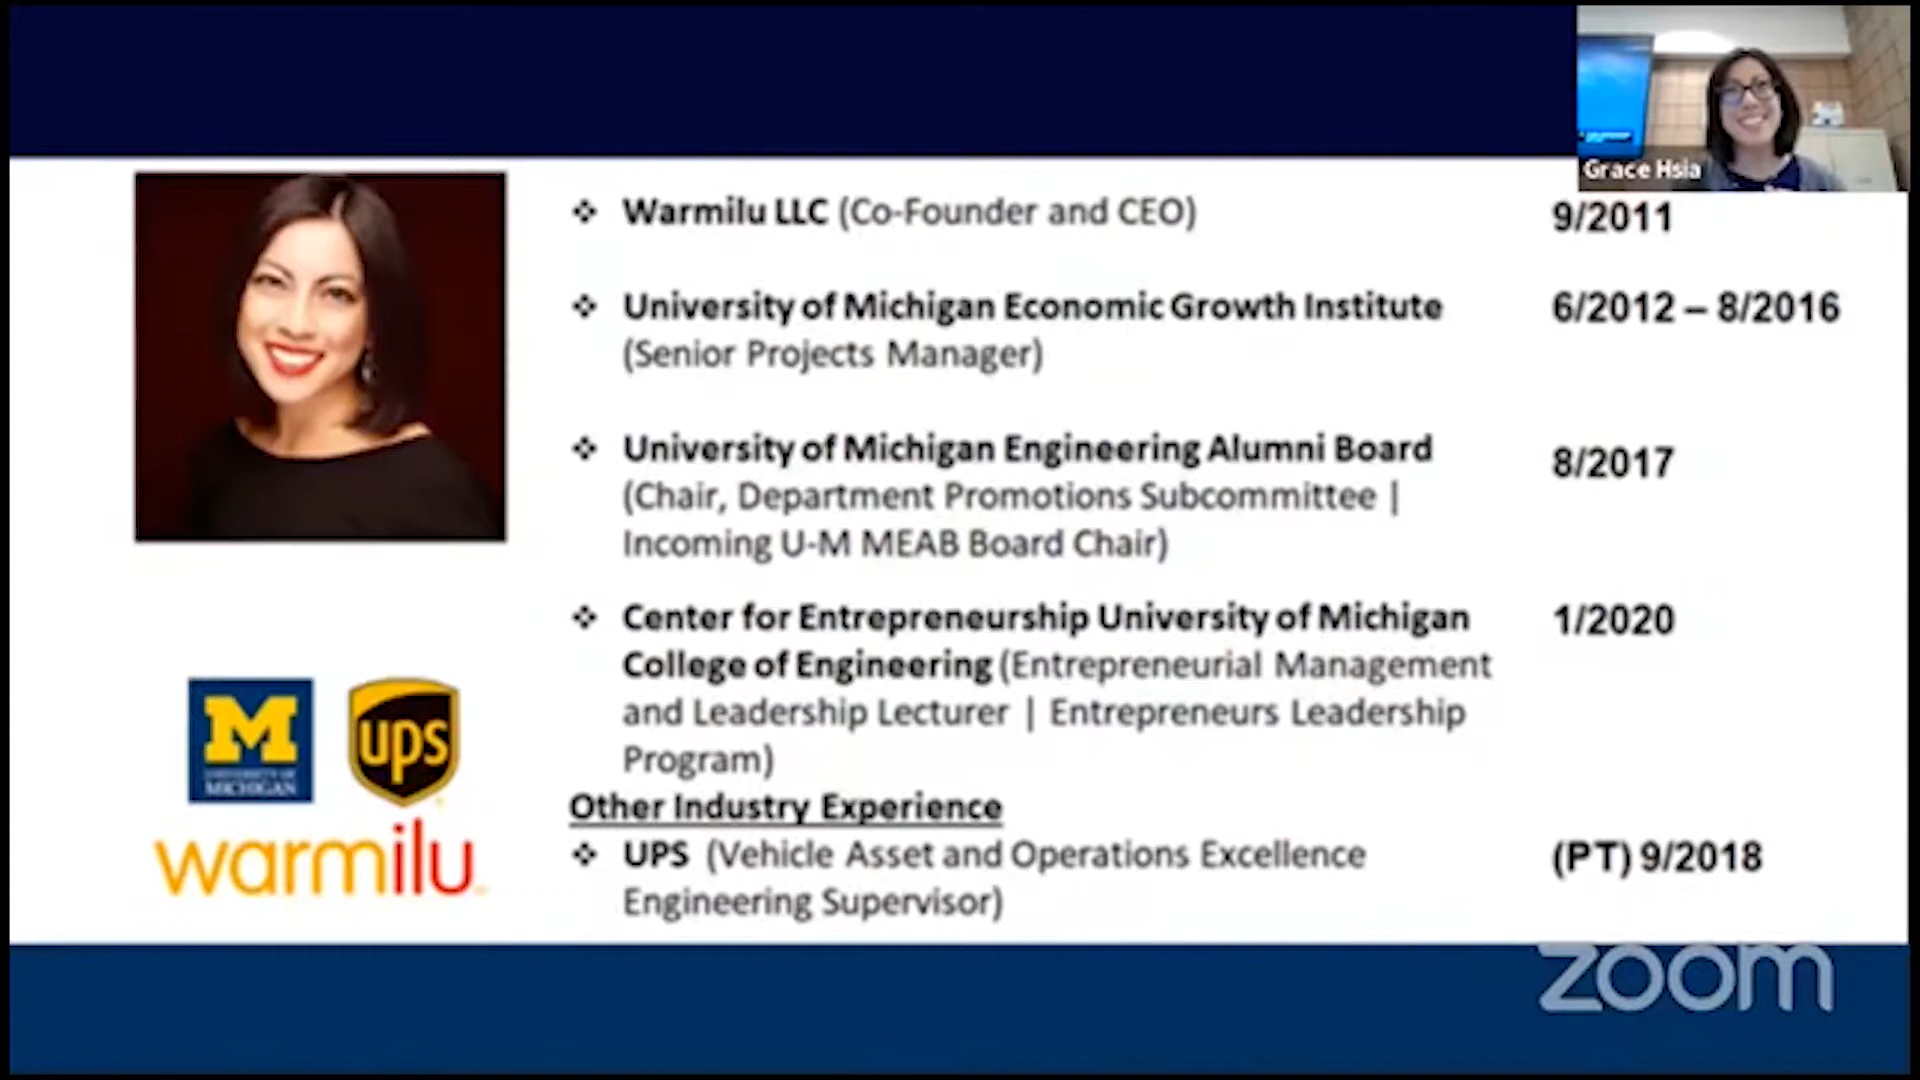 Grace Hsia
❖ Warmilu LLC (Co-Founder and CEO) 9/2011
❖ University of Michigan Economic Growth Institute 6/2012 – 8/2016
(Senior Projects Manager)
❖ University of Michigan Engineering Alumni Board 8/2017
(Chair, Department Promotions Subcommittee |
Incoming U-M MEAB Board Chair)
❖ Center for Entrepreneurship University of Michigan 1/2020
College of Engineering (Entrepreneurial Management
and Leadership Lecturer | Entrepreneurs Leadership
Program)
Other Industry Experience
❖ UPS (Vehicle Asset and Operations Excellence (PT) 9/2018
Engineering Supervisor)
M
UNIVERSITY OF
MICHIGAN
ups
warmilu
zoom